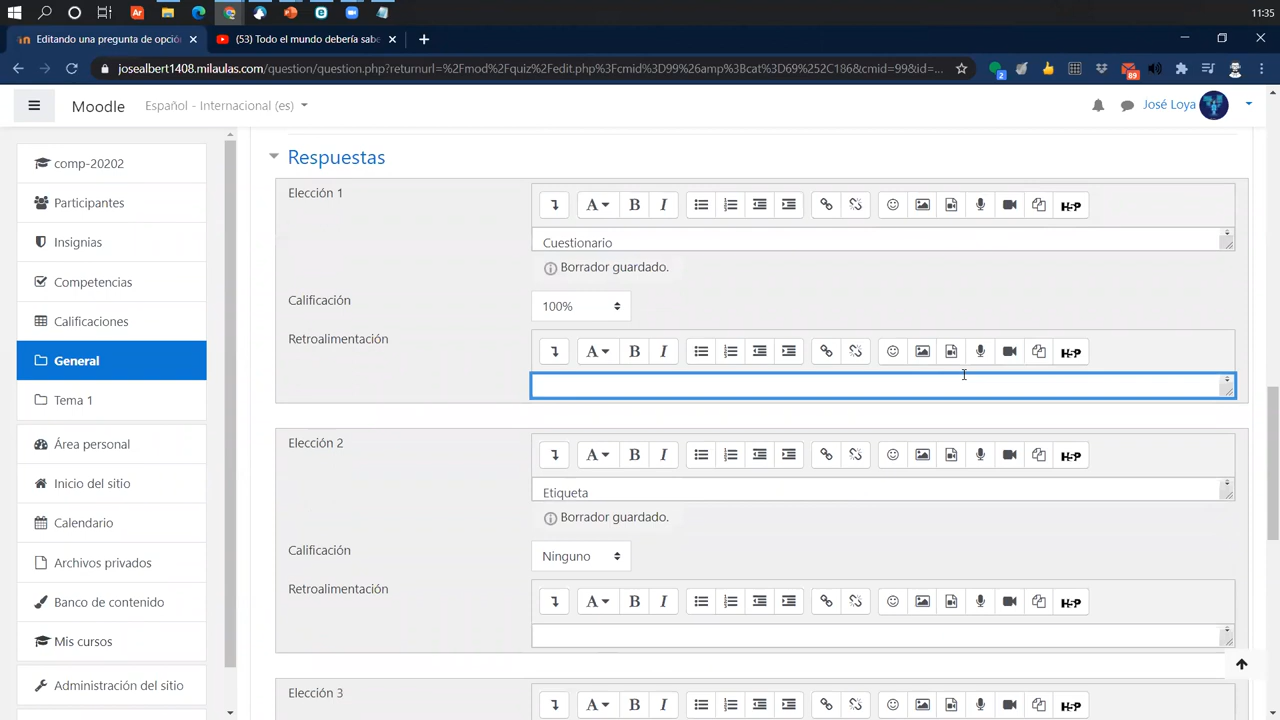 11:35
Editando una pregunta de opció
(53) Todo el mundo debería sabe
josealbert1408.milaulas.com/question/question.php?returnurl=%2Fmod%2Fquiz%2Fedit.php%3Fcmid%3D99%26amp%3Bcat%3D69%252C186&cmid=99&id=...
2
89
Moodle
Español - Internacional (es)
José Loya
comp-20202
Participantes
Insignias
Competencias
Calificaciones
General
Tema 1
Área personal
Inicio del sitio
Calendario
Archivos privados
Banco de contenido
Mis cursos
Administración del sitio
Respuestas
Elección 1
A B I H-P
Cuestionario
Borrador guardado.
Calificación
100%
Retroalimentación
A B I H-P
Elección 2
A B I H-P
Etiqueta
Borrador guardado.
Calificación
Ninguno
Retroalimentación
A B I H-P
Elección 3
A B I H-P